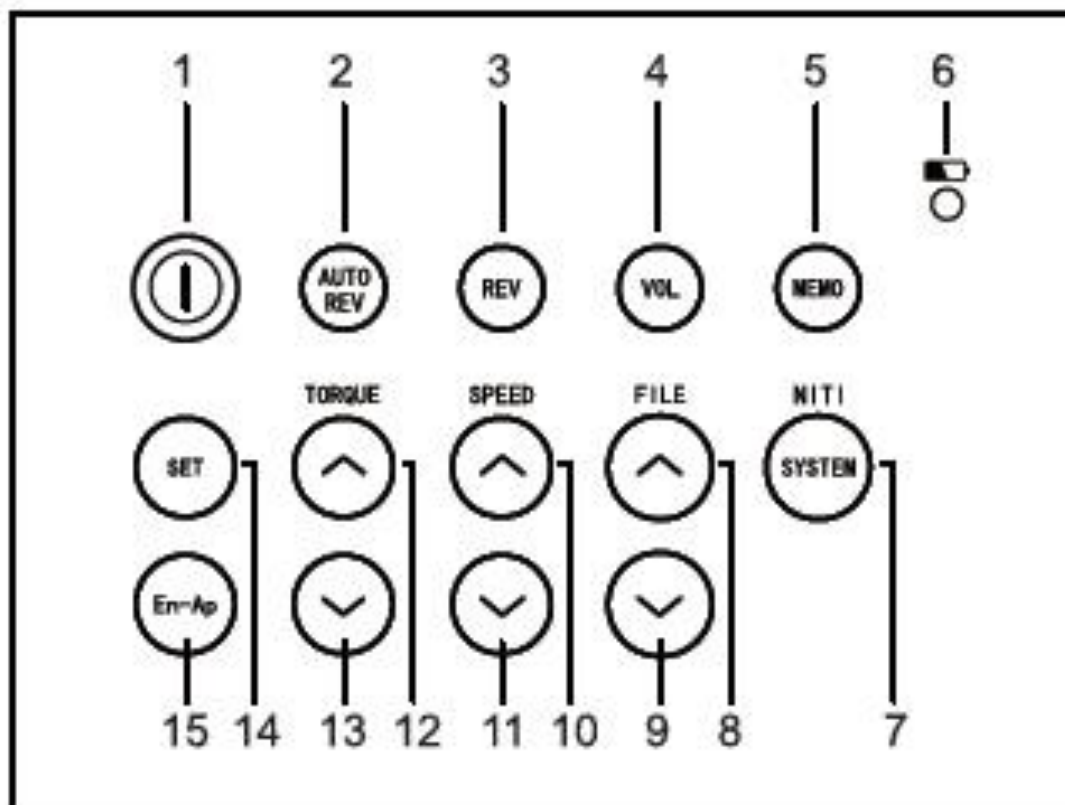 1 2 3 4 5 6
AUTO REV REV VOL MEMO
TORQUE SPEED FILE NITI
SET SYSTEM
En-Ap
15 14 13 12 11 10 9 8 7